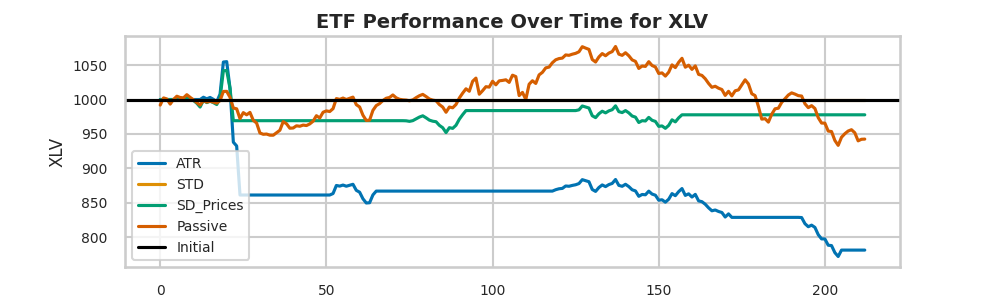 ETF Performance Over Time for XLV
XLV
1050
1000
950
900
850
800
ATR
STD
SD_Prices
Passive
Initial
0 50 100 150 200